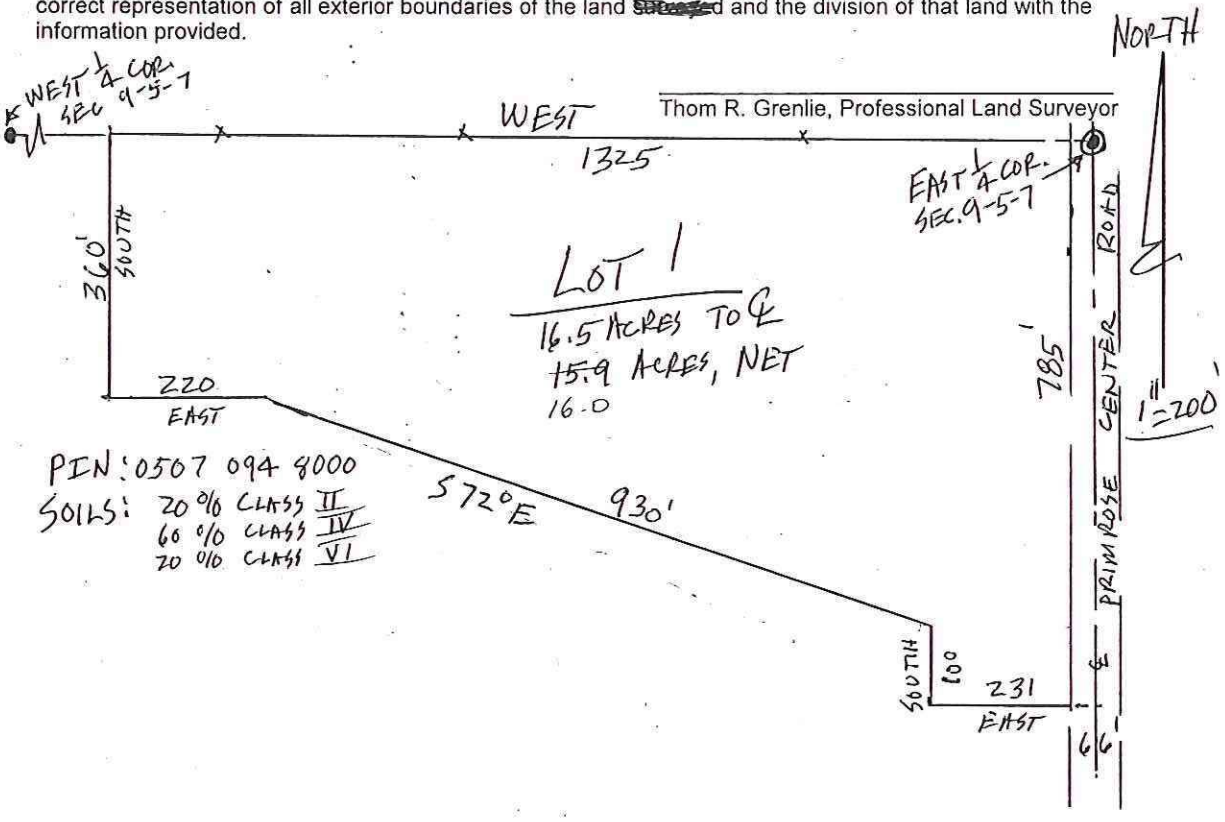 correct representation of all exterior boundaries of the land surveyed and the division of that land with the
information provided.
NORTH
WEST 1/4 COR.
SEC 9-5-7
WEST
Thom R. Grenlie, Professional Land Surveyor
1325
EAST 1/4 COR.
SEC. 9-5-7
360'
SOUTH
LOT 1
16.5 ACRES TO ℄
15.9 ACRES, NET
16.0
785'
℄ PRIMROSE CENTER ROAD
1"=200'
220
EAST
PIN: 0507 094 8000
SOILS: 20% CLASS II
60% CLASS IV
20% CLASS VI
S 72° E
930'
SOUTH
100
231
EAST
66'